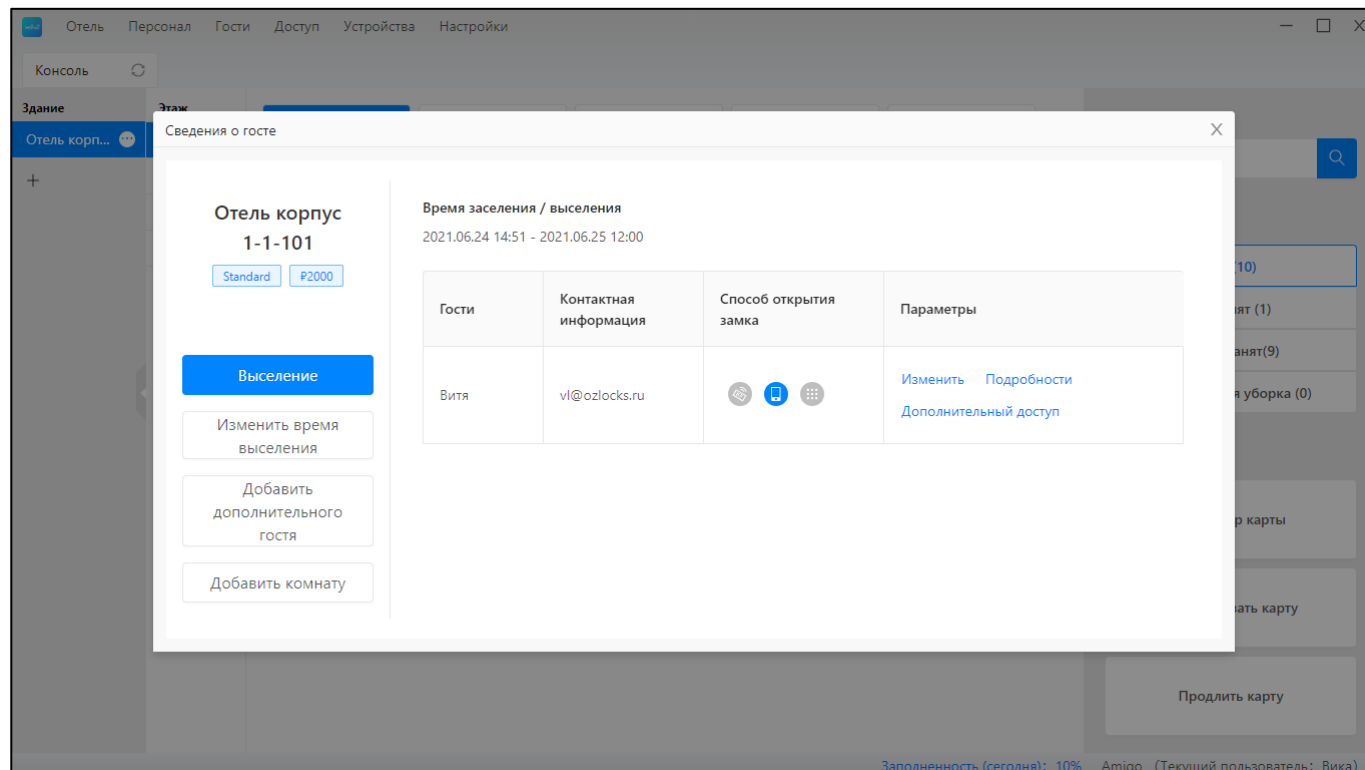 Отель Персонал Гости Доступ Устройства Настройки
Консоль
Здание
Этаж
Отель корп...
Сведения о госте
Отель корпус
1-1-101
Standard ₽2000
Выселение
Изменить время
выселения
Добавить
дополнительного
гостя
Добавить комнату
Время заселения / выселения
2021.06.24 14:51 - 2021.06.25 12:00
Гости
Контактная
информация
Способ открытия
замка
Параметры
Витя
vl@ozlocks.ru
Изменить Подробности
Дополнительный доступ
(10)
(1)
(9)
уборка (0)
карты
карту
Продлить карту
Заполненность (сегодня): 10% Amigo (Текущий пользователь: Вика)